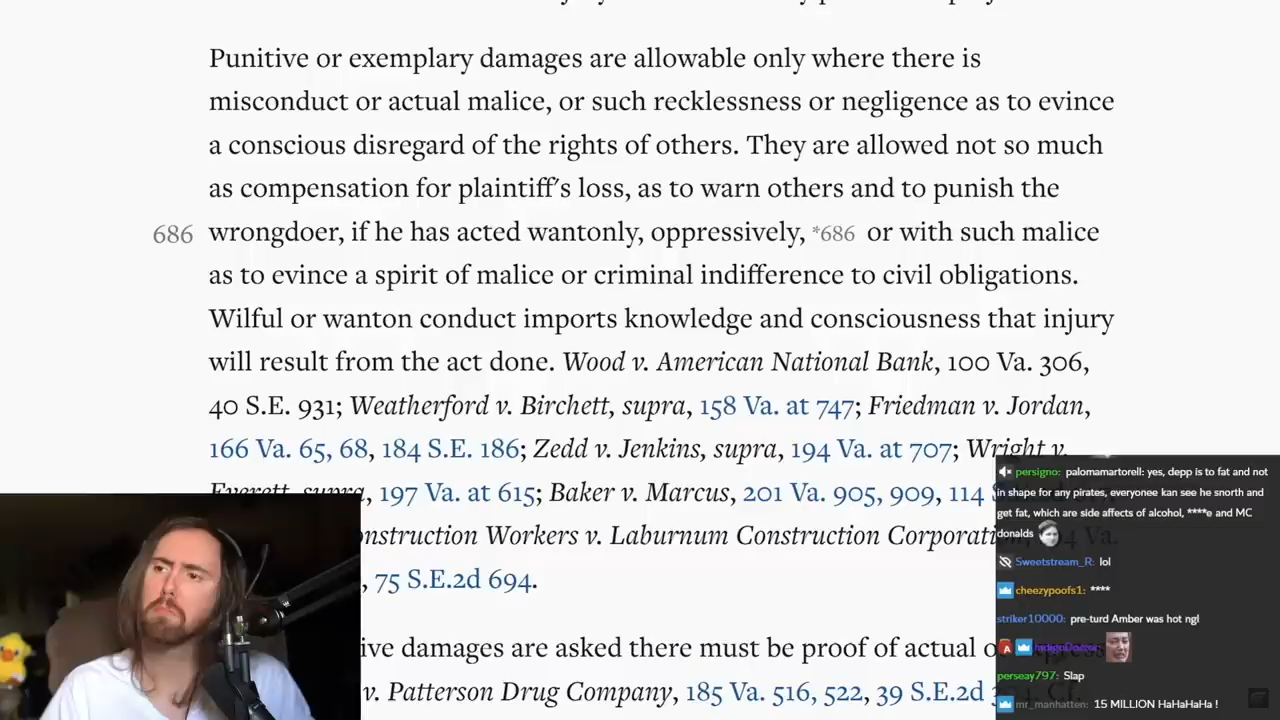 Punitive or exemplary damages are allowable only where there is
misconduct or actual malice, or such recklessness or negligence as to evince
a conscious disregard of the rights of others. They are allowed not so much
as compensation for plaintiff's loss, as to warn others and to punish the
686 wrongdoer, if he has acted wantonly, oppressively, *686 or with such malice
as to evince a spirit of malice or criminal indifference to civil obligations.
Wilful or wanton conduct imports knowledge and consciousness that injury
will result from the act done. Wood v. American National Bank, 100 Va. 306,
40 S.E. 931; Weatherford v. Birchett, supra, 158 Va. at 747; Friedman v. Jordan,
166 Va. 65, 68, 184 S.E. 186; Zedd v. Jenkins, supra, 194 Va. at 707; Wright v.
Everett, supra, 197 Va. at 615; Baker v. Marcus, 201 Va. 905, 909, 114
onstruction Workers v. Laburnum Construction Corporation
, 75 S.E.2d 694.
ive damages are asked there must be proof of actual
v. Patterson Drug Company, 185 Va. 516, 522, 39 S.E.2d
persigno: palomamartorell: yes, depp is to fat and not
in shape for any pirates, everyonee kan see he snorth and
get fat, which are side affects of alcohol, ****e and MC
donalds
Sweetstream_R: lol
cheezypoofs1: ****
striker10000: pre-turd Amber was hot ngl
perseay797: Slap
mr_manhatten: 15 MILLION HaHaHaHa !